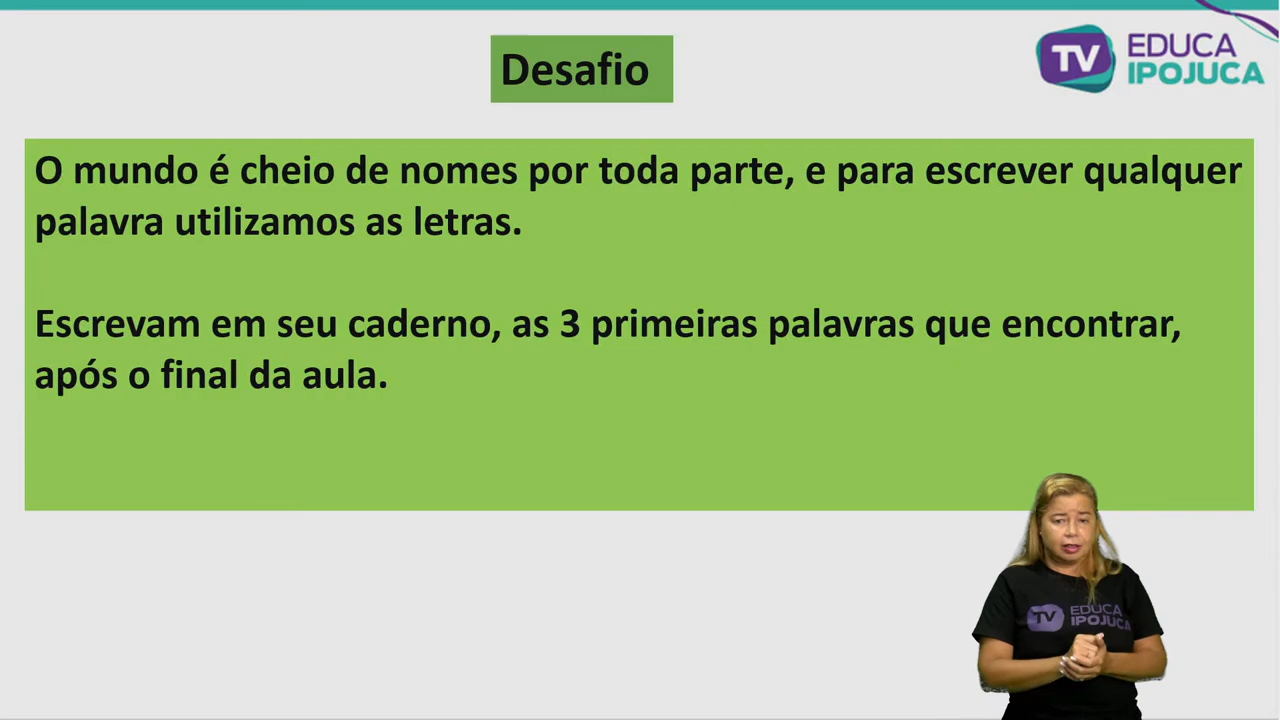 Desafio
TV EDUCA
IPOJUCA
O mundo é cheio de nomes por toda parte, e para escrever qualquer
palavra utilizamos as letras.
Escrevam em seu caderno, as 3 primeiras palavras que encontrar,
após o final da aula.
TV EDUCA
IPOJUCA